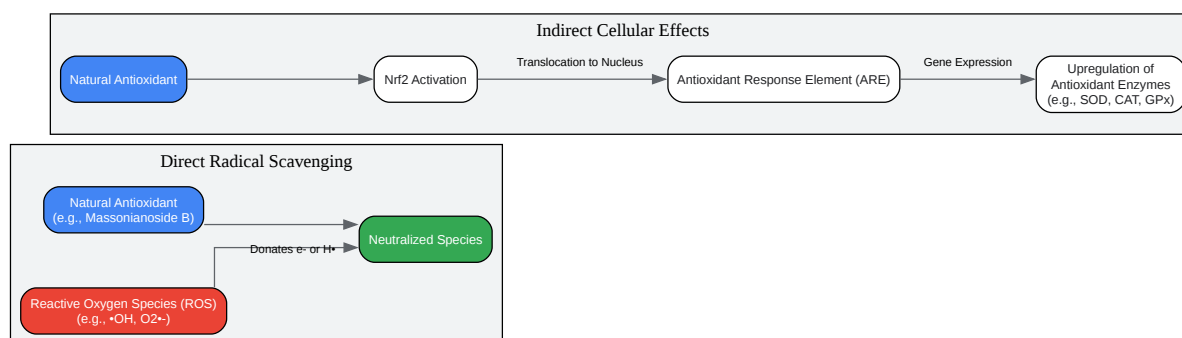 Indirect Cellular Effects
Natural Antioxidant
Nrf2 Activation
Translocation to Nucleus
Antioxidant Response Element (ARE)
Gene Expression
Upregulation of
Antioxidant Enzymes
(e.g., SOD, CAT, GPx)
Direct Radical Scavenging
Natural Antioxidant
(e.g., Massonianoside B)
Neutralized Species
Donates e- or H•
Reactive Oxygen Species (ROS)
(e.g., •OH, O2•-)